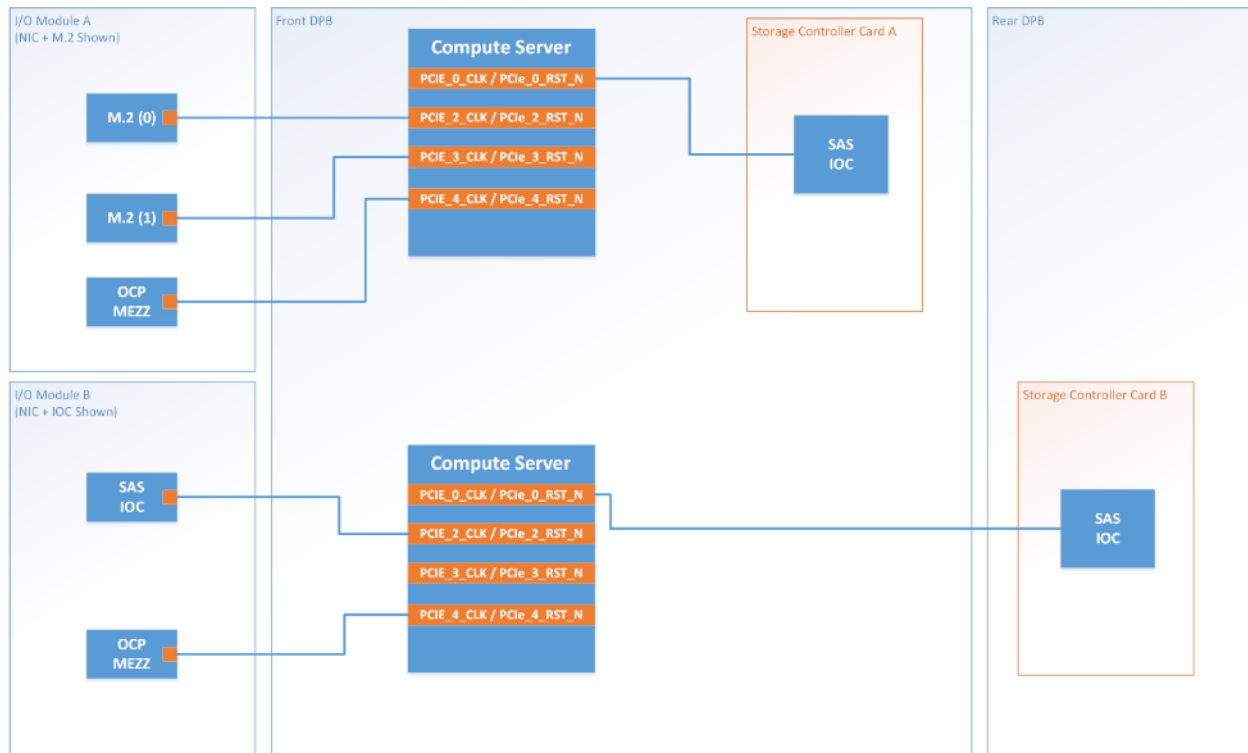 I/O Module A
(NIC + M.2 Shown)
Front DPB
Rear DPB
Compute Server
PCIE_0_CLK / PCIe_0_RST_N
PCIE_2_CLK / PCIe_2_RST_N
PCIE_3_CLK / PCIe_3_RST_N
PCIE_4_CLK / PCIe_4_RST_N
M.2 (0)
M.2 (1)
OCP
MEZZ
Storage Controller Card A
SAS
IOC
I/O Module B
(NIC + IOC Shown)
SAS
IOC
OCP
MEZZ
Compute Server
PCIE_0_CLK / PCIe_0_RST_N
PCIE_2_CLK / PCIe_2_RST_N
PCIE_3_CLK / PCIe_3_RST_N
PCIE_4_CLK / PCIe_4_RST_N
Storage Controller Card B
SAS
IOC